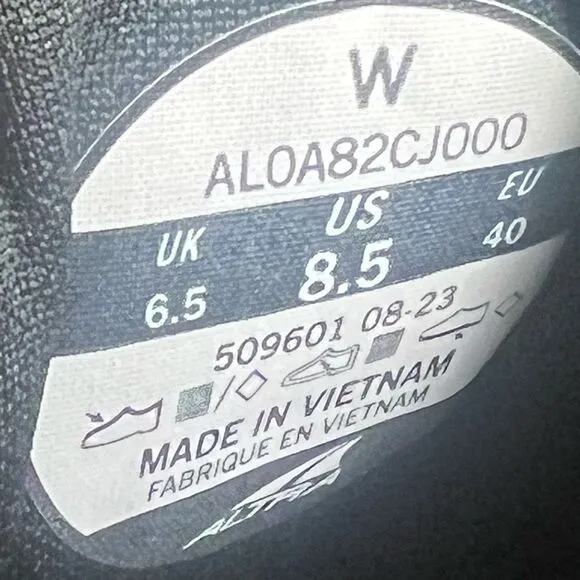 W
AL0A82CJ000
UK US EU
6.5 8.5 40
509601 08-23
MADE IN VIETNAM
FABRIQUE EN VIETNAM
ALTRA